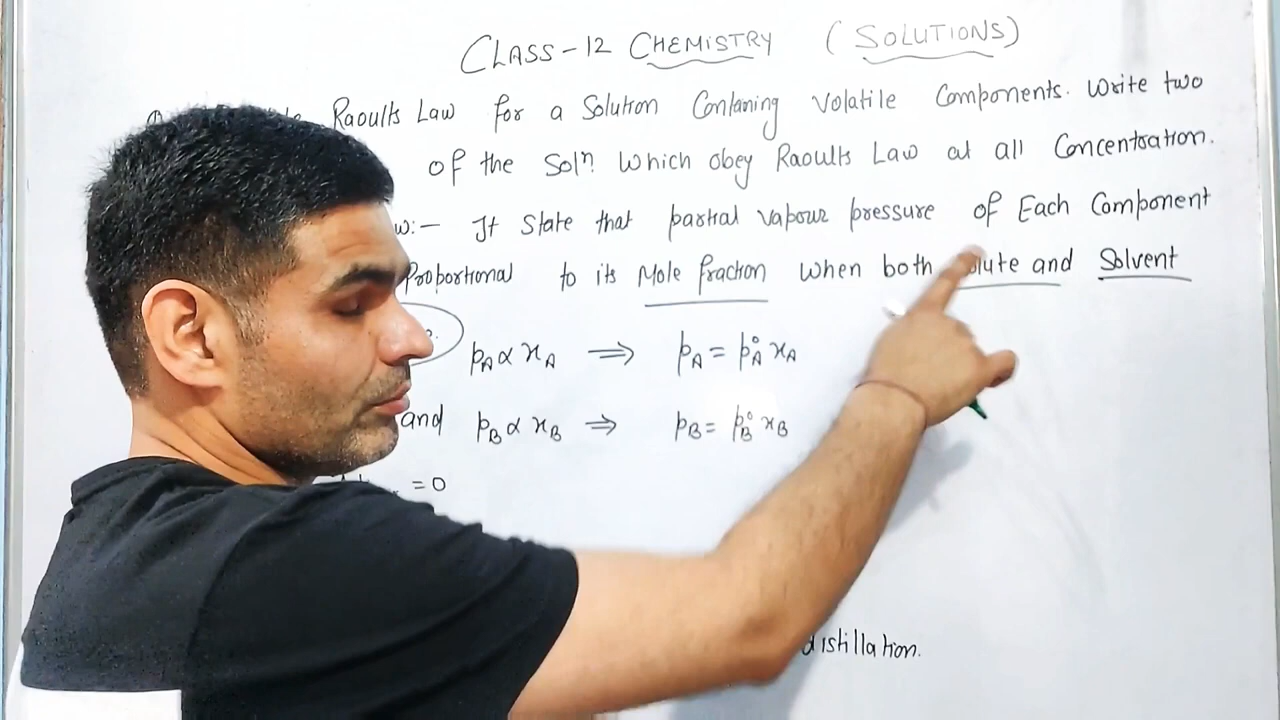 CLASS-12 CHEMISTRY (SOLUTIONS)
Raoults Law for a Solution Contaning Volatile Components. Write two
of the Solⁿ. Which obey Raoults Law at all Concentration.
w:- It State that partial vapour pressure of Each Component
Proportional to its Mole fraction when both and Solvent
pA ∝ xA ⇒ pA = p°A xA
and pB ∝ xB ⇒ pB = p°B xB
= 0
distillation.